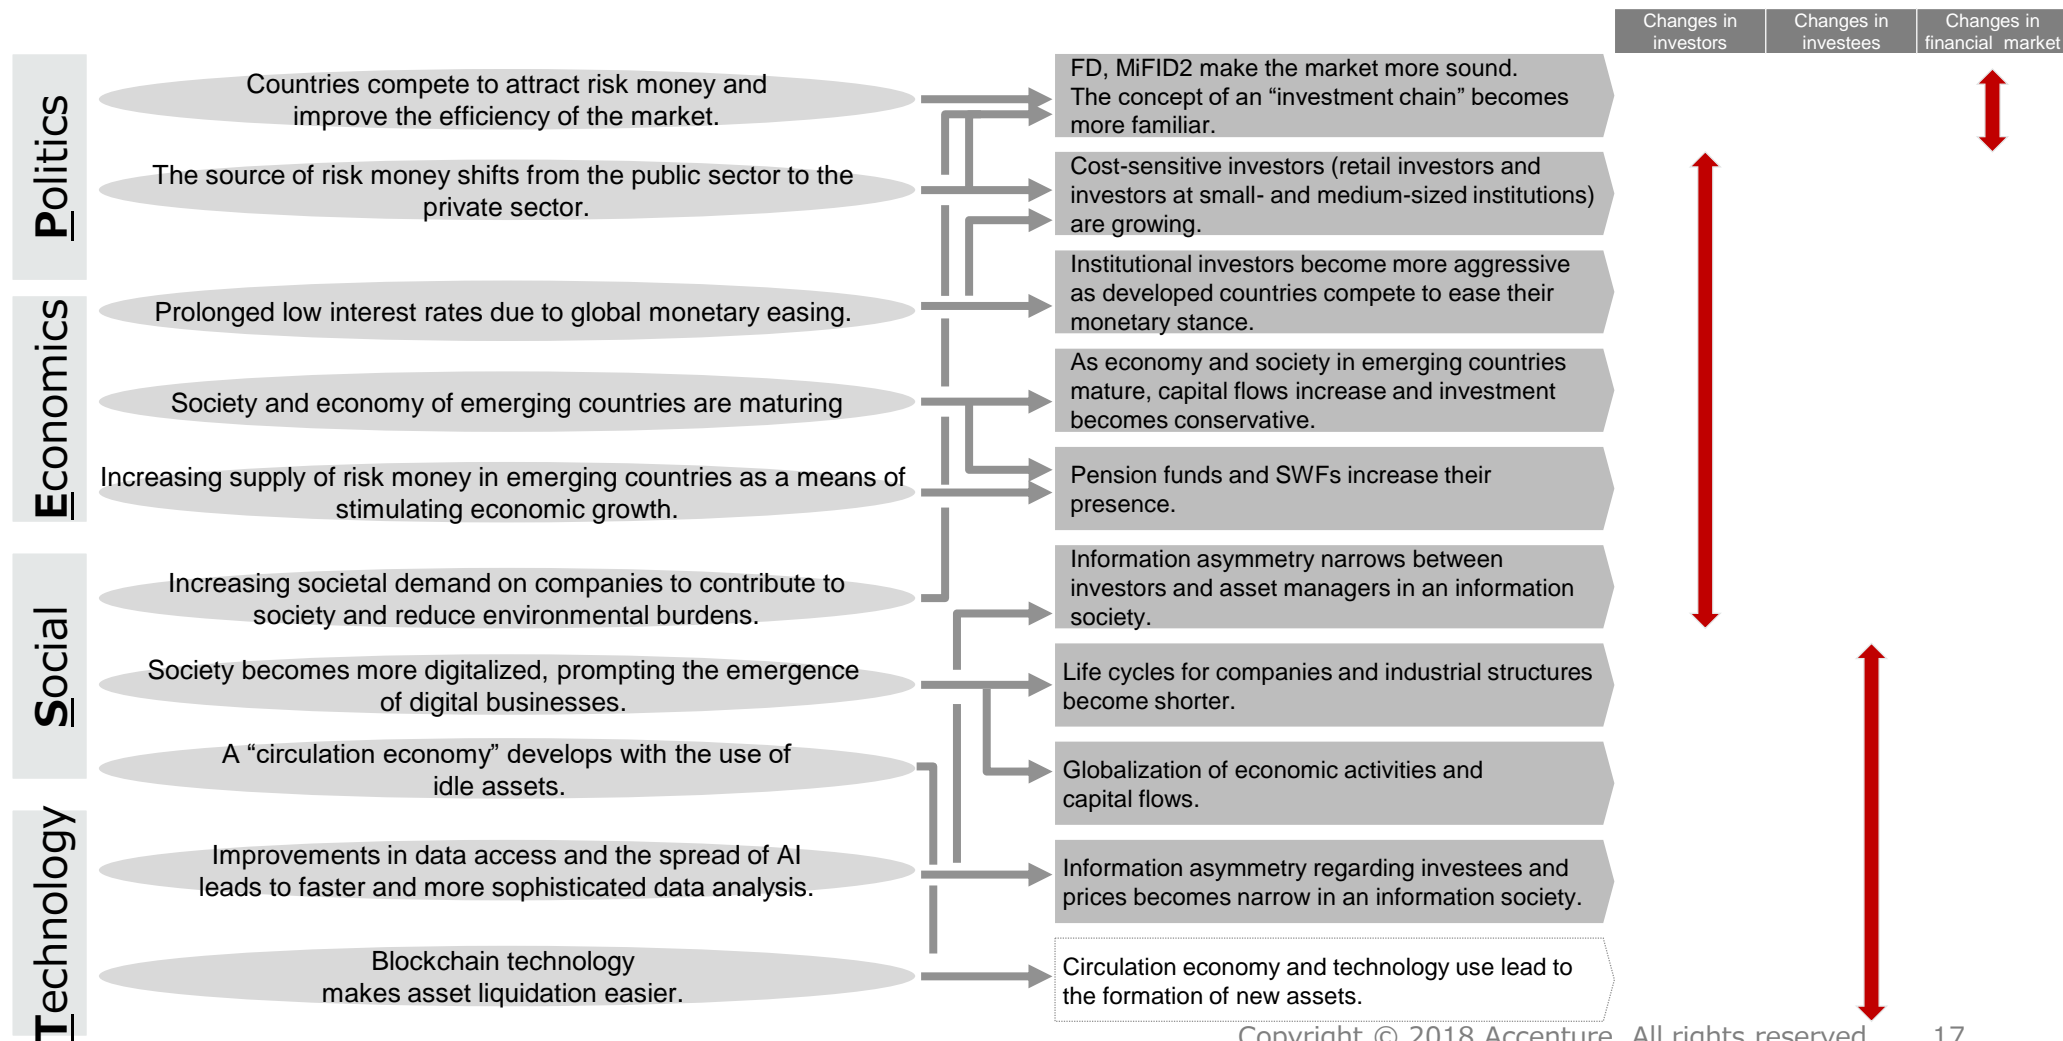 Changes in
investors
Changes in
investees
Changes in
financial market
Politics
Countries compete to attract risk money and
improve the efficiency of the market.
FD, MiFID2 make the market more sound.
The concept of an “investment chain” becomes
more familiar.
The source of risk money shifts from the public sector to the
private sector.
Cost-sensitive investors (retail investors and
investors at small- and medium-sized institutions)
are growing.
Economics
Prolonged low interest rates due to global monetary easing.
Institutional investors become more aggressive
as developed countries compete to ease their
monetary stance.
Society and economy of emerging countries are maturing
As economy and society in emerging countries
mature, capital flows increase and investment
becomes conservative.
Increasing supply of risk money in emerging countries as a means of
stimulating economic growth.
Pension funds and SWFs increase their
presence.
Social
Increasing societal demand on companies to contribute to
society and reduce environmental burdens.
Information asymmetry narrows between
investors and asset managers in an information
society.
Society becomes more digitalized, prompting the emergence
of digital businesses.
Life cycles for companies and industrial structures
become shorter.
A “circulation economy” develops with the use of
idle assets.
Globalization of economic activities and
capital flows.
Technology
Improvements in data access and the spread of AI
leads to faster and more sophisticated data analysis.
Information asymmetry regarding investees and
prices becomes narrow in an information society.
Blockchain technology
makes asset liquidation easier.
Circulation economy and technology use lead to
the formation of new assets.
Copyright © 2018 Accenture. All rights reserved. 17